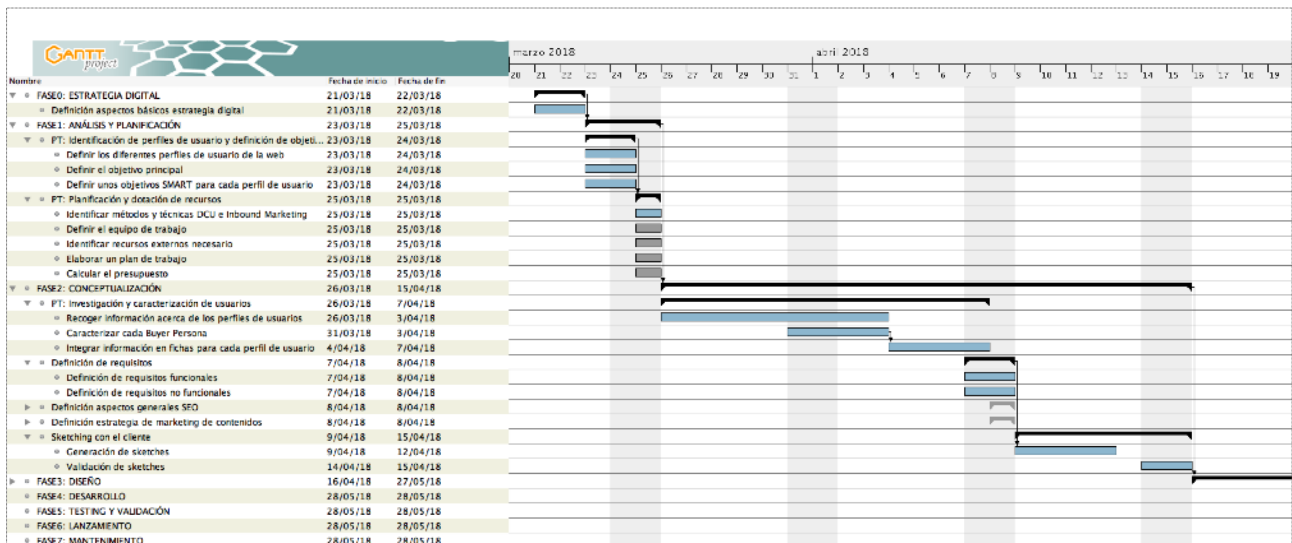 GANTT
project
marzo 2018 abril 2018
Nombre Fecha de inicio Fecha de fin 20 21 22 23 24 25 26 27 28 29 30 31 1 2 3 4 5 6 7 8 9 10 11 12 13 14 15 16 17 18 19
FASE0: ESTRATEGIA DIGITAL 21/03/18 22/03/18
Definición aspectos básicos estrategia digital 21/03/18 22/03/18
FASE1: ANÁLISIS Y PLANIFICACIÓN 23/03/18 25/03/18
PT: Identificación de perfiles de usuario y definición de objeti... 23/03/18 24/03/18
Definir los diferentes perfiles de usuario de la web 23/03/18 24/03/18
Definir el objetivo principal 23/03/18 24/03/18
Definir unos objetivos SMART para cada perfil de usuario 23/03/18 24/03/18
PT: Planificación y dotación de recursos 25/03/18 25/03/18
Identificar métodos y técnicas DCU e Inbound Marketing 25/03/18 25/03/18
Definir el equipo de trabajo 25/03/18 25/03/18
Identificar recursos externos necesario 25/03/18 25/03/18
Elaborar un plan de trabajo 25/03/18 25/03/18
Calcular el presupuesto 25/03/18 25/03/18
FASE2: CONCEPTUALIZACIÓN 26/03/18 15/04/18
PT: Investigación y caracterización de usuarios 26/03/18 7/04/18
Recoger información acerca de los perfiles de usuarios 26/03/18 3/04/18
Caracterizar cada Buyer Persona 31/03/18 3/04/18
Integrar información en fichas para cada perfil de usuario 4/04/18 7/04/18
Definición de requisitos 7/04/18 8/04/18
Definición de requisitos funcionales 7/04/18 8/04/18
Definición de requisitos no funcionales 7/04/18 8/04/18
Definición aspectos generales SEO 8/04/18 8/04/18
Definición estrategia de marketing de contenidos 8/04/18 8/04/18
Sketching con el cliente 9/04/18 15/04/18
Generación de sketches 9/04/18 12/04/18
Validación de sketches 14/04/18 15/04/18
FASE3: DISEÑO 16/04/18 27/05/18
FASE4: DESARROLLO 28/05/18 28/05/18
FASE5: TESTING Y VALIDACIÓN 28/05/18 28/05/18
FASE6: LANZAMIENTO 28/05/18 28/05/18
FASE7: MANTENIMIENTO 28/05/18 28/05/18